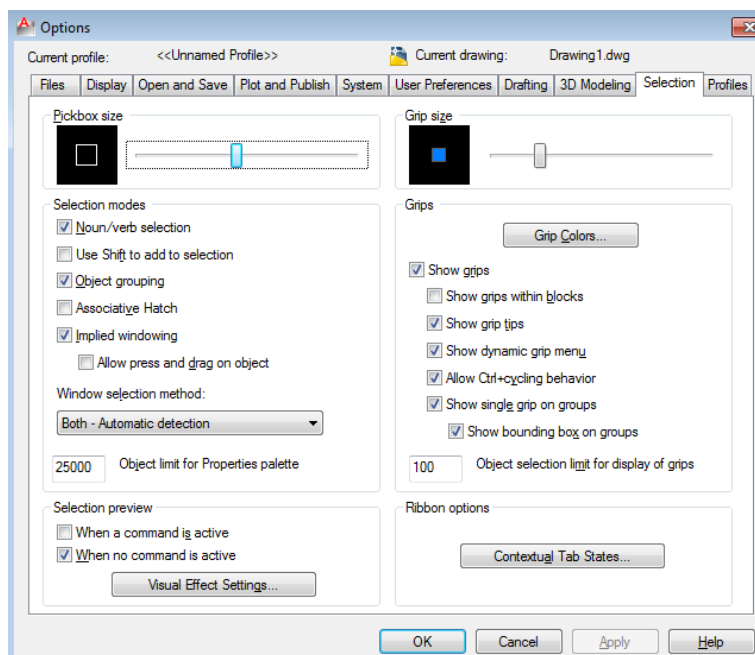 Options
Current profile: <<Unnamed Profile>> Current drawing: Drawing1.dwg
Files Display Open and Save Plot and Publish System User Preferences Drafting 3D Modeling Selection Profiles
Pickbox size
Grip size
Selection modes
Noun/verb selection
Use Shift to add to selection
Object grouping
Associative Hatch
Implied windowing
Allow press and drag on object
Window selection method:
Both - Automatic detection
25000 Object limit for Properties palette
Grips
Grip Colors...
Show grips
Show grips within blocks
Show grip tips
Show dynamic grip menu
Allow Ctrl+cycling behavior
Show single grip on groups
Show bounding box on groups
100 Object selection limit for display of grips
Selection preview
When a command is active
When no command is active
Visual Effect Settings...
Ribbon options
Contextual Tab States...
OK Cancel Apply Help